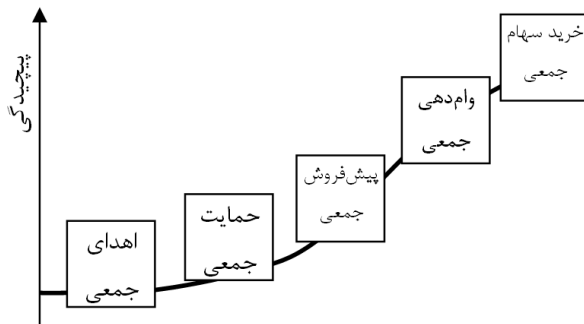 پیچیدگی
خرید سهام
جمعی
وام‌دهی
جمعی
پیش‌فروش
جمعی
حمایت
جمعی
اهدای
جمعی